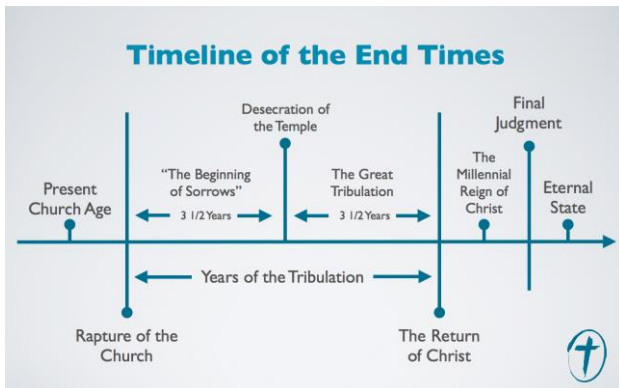 Timeline of the End Times
Desecration of
the Temple
Final
Judgment
Present
Church Age
"The Beginning
of Sorrows"
3 1/2 Years
The Great
Tribulation
3 1/2 Years
The
Millennial
Reign of
Christ
Eternal
State
Years of the Tribulation
Rapture of the
Church
The Return
of Christ